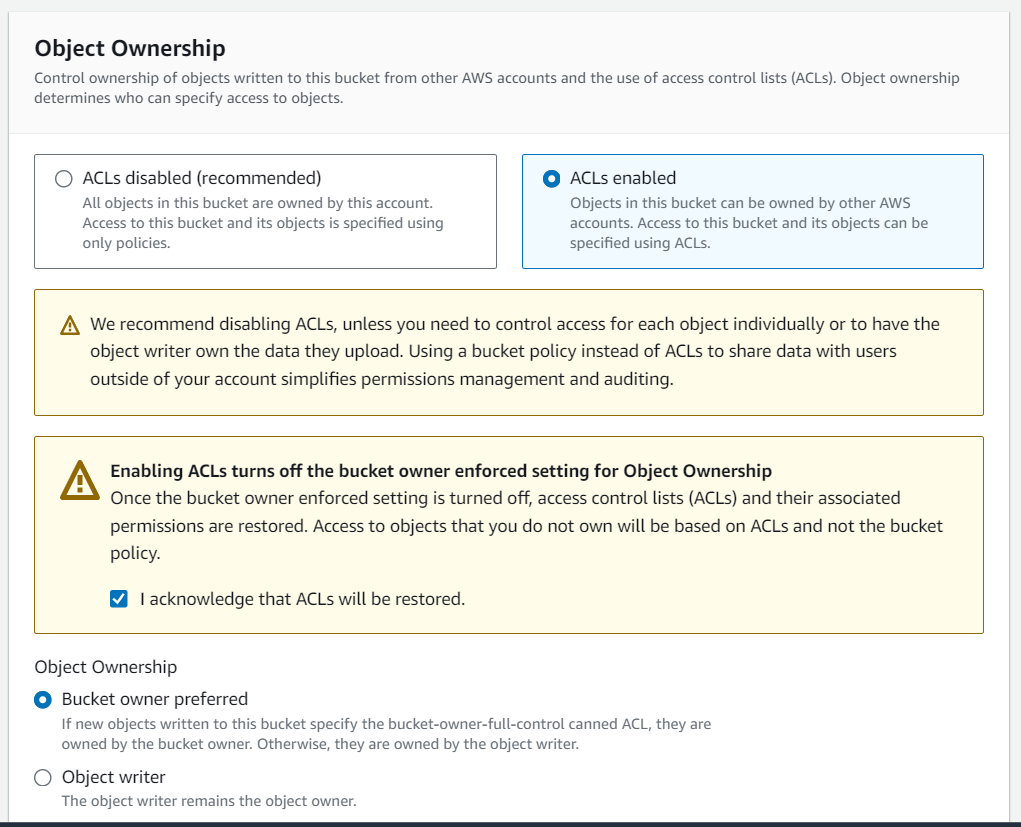 Object Ownership
Control ownership of objects written to this bucket from other AWS accounts and the use of access control lists (ACLs). Object ownership
determines who can specify access to objects.
ACLs disabled (recommended)
All objects in this bucket are owned by this account.
Access to this bucket and its objects is specified using
only policies.
ACLs enabled
Objects in this bucket can be owned by other AWS
accounts. Access to this bucket and its objects can be
specified using ACLs.
We recommend disabling ACLs, unless you need to control access for each object individually or to have the
object writer own the data they upload. Using a bucket policy instead of ACLs to share data with users
outside of your account simplifies permissions management and auditing.
Enabling ACLs turns off the bucket owner enforced setting for Object Ownership
Once the bucket owner enforced setting is turned off, access control lists (ACLs) and their associated
permissions are restored. Access to objects that you do not own will be based on ACLs and not the bucket
policy.
I acknowledge that ACLs will be restored.
Object Ownership
Bucket owner preferred
If new objects written to this bucket specify the bucket-owner-full-control canned ACL, they are
owned by the bucket owner. Otherwise, they are owned by the object writer.
Object writer
The object writer remains the object owner.